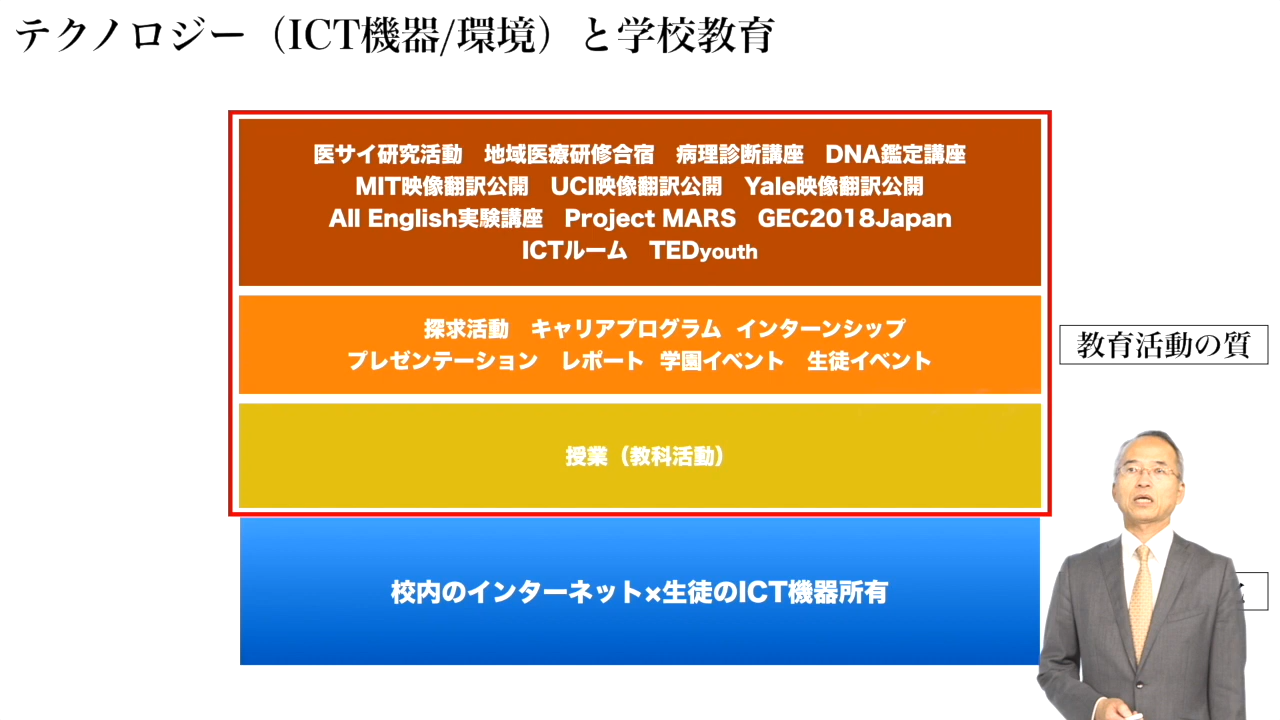 テクノロジー（ICT機器/環境）と学校教育
医サイ研究活動　地域医療研修合宿　病理診断講座　DNA鑑定講座
MIT映像翻訳公開　UCI映像翻訳公開　Yale映像翻訳公開
All English実験講座　Project MARS　GEC2018Japan
ICTルーム　TEDyouth
探求活動　キャリアプログラム　インターンシップ
プレゼンテーション　レポート　学園イベント　生徒イベント
教育活動の質
授業（教科活動）
校内のインターネット×生徒のICT機器所有